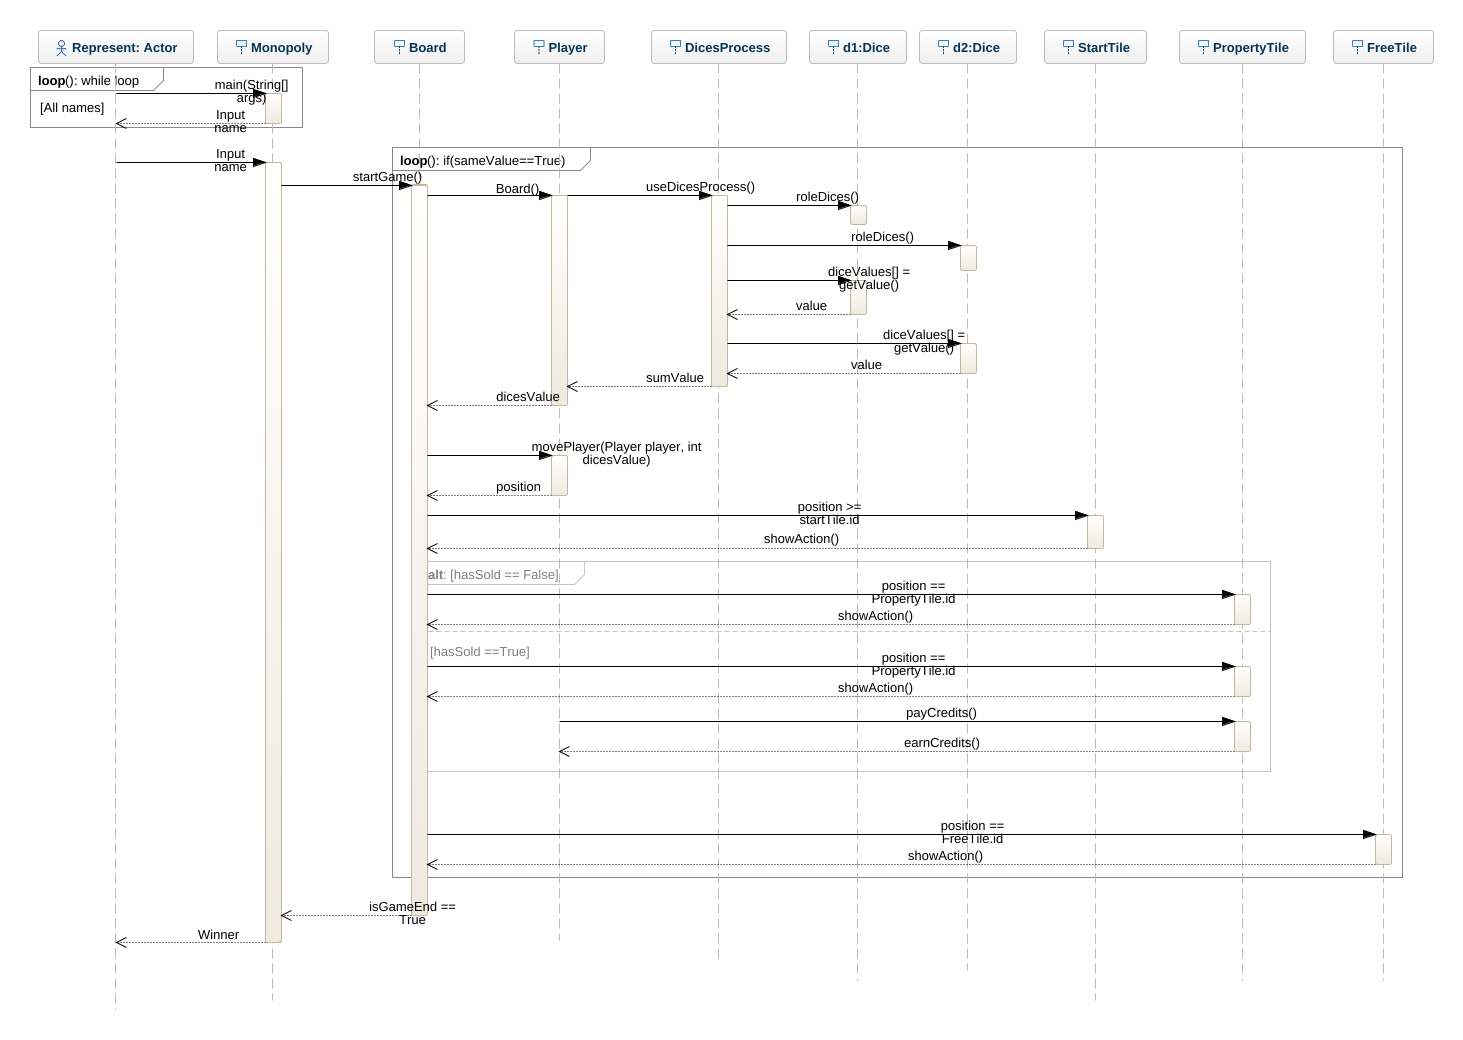 Represent: Actor
Monopoly
Board
Player
DicesProcess
d1:Dice
d2:Dice
StartTile
PropertyTile
FreeTile
loop(): while loop
main(String[]
args)
[All names]
Input
name
Input
name
loop(): if(sameValue==True)
startGame()
Board()
useDicesProcess()
roleDices()
roleDices()
diceValues[] =
getValue()
value
diceValues[] =
getValue()
value
sumValue
dicesValue
movePlayer(Player player, int
dicesValue)
position
position >=
startTile.id
showAction()
alt: [hasSold == False]
position ==
PropertyTile.id
showAction()
[hasSold ==True]
position ==
PropertyTile.id
showAction()
payCredits()
earnCredits()
position ==
FreeTile.id
showAction()
isGameEnd ==
True
Winner